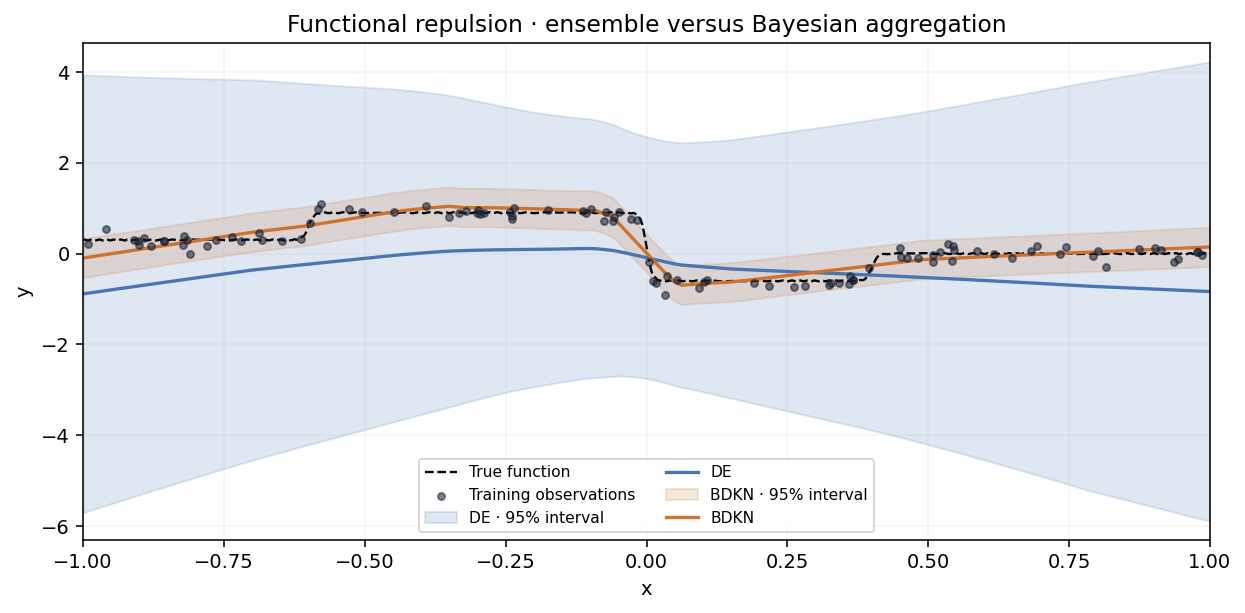 Functional repulsion · ensemble versus Bayesian aggregation
y
4
2
0
−2
−4
−6
True function
Training observations
DE · 95% interval
DE
BDKN · 95% interval
BDKN
−1.00 −0.75 −0.50 −0.25 0.00 0.25 0.50 0.75 1.00
x